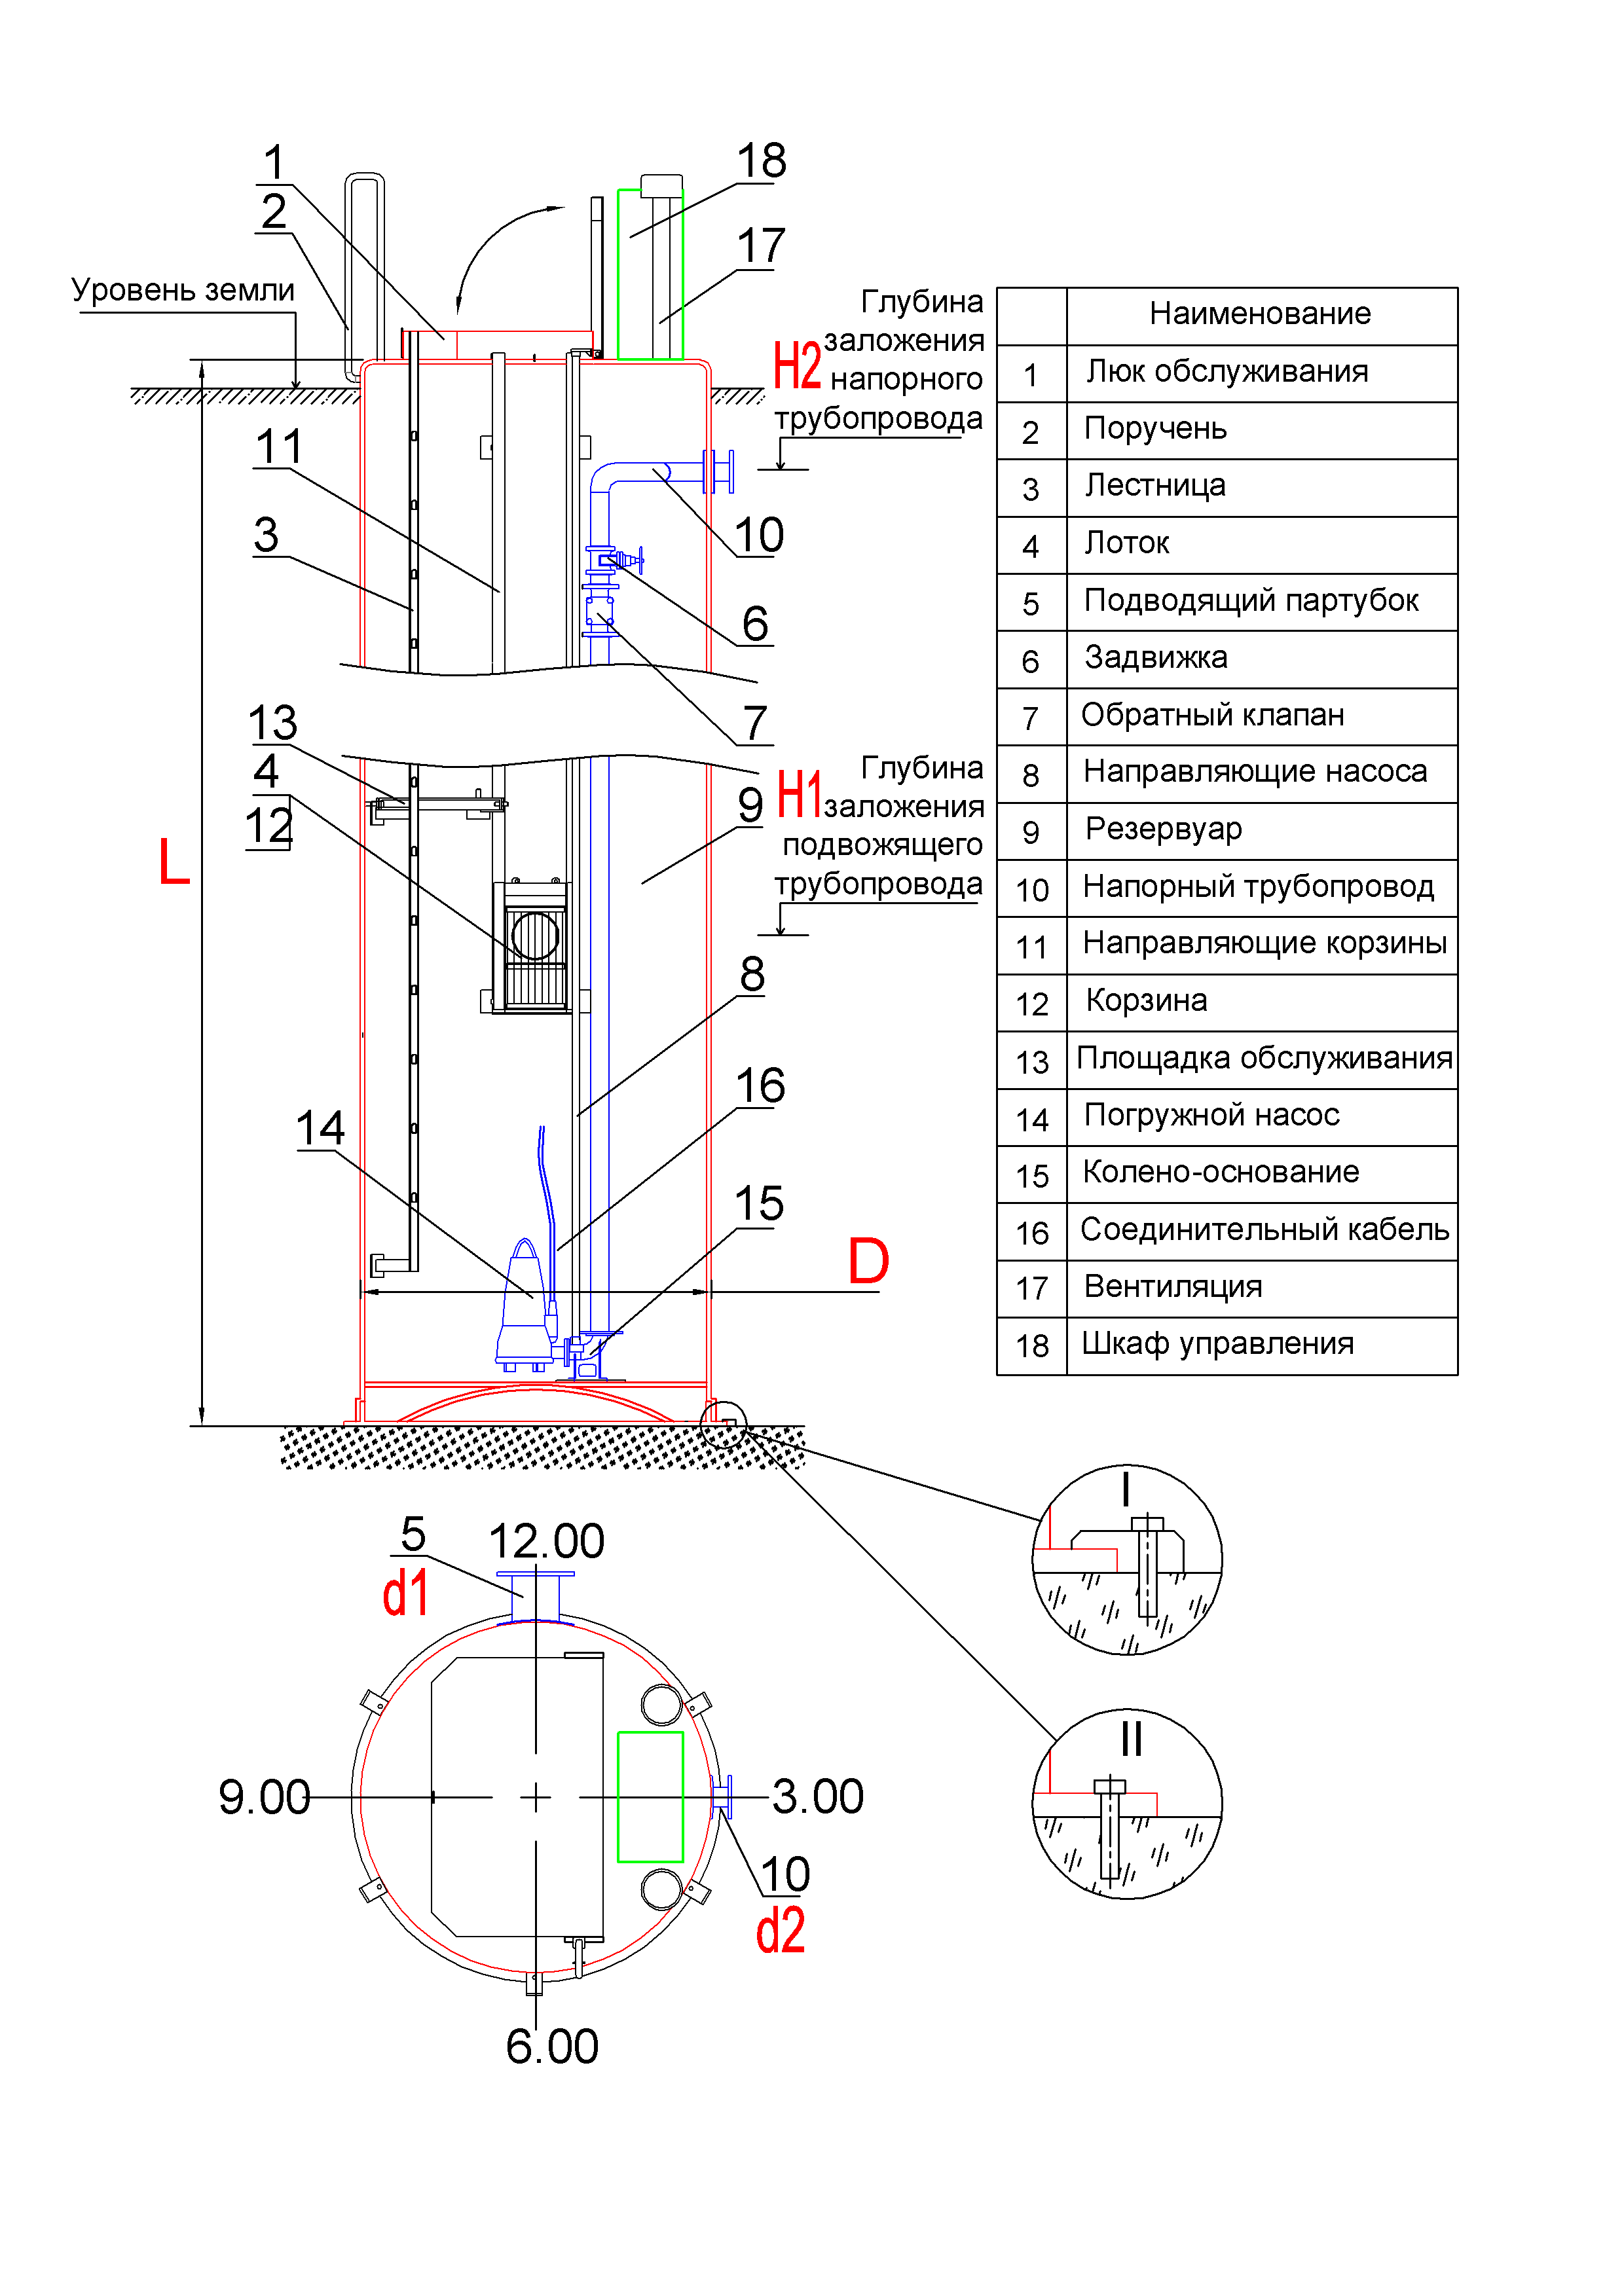 1
2
18
17
Уровень земли
Глубина
заложения
H2 напорного
трубопровода
11
3
10
6
7
13
4
12
9
Глубина
H1 заложения
подвожящего
трубопровода
L
8
16
14
15
D
Наименование
1 Люк обслуживания
2 Поручень
3 Лестница
4 Лоток
5 Подводящий партубок
6 Задвижка
7 Обратный клапан
8 Направляющие насоса
9 Резервуар
10 Напорный трубопровод
11 Направляющие корзины
12 Корзина
13 Площадка обслуживания
14 Погружной насос
15 Колено-основание
16 Соединительный кабель
17 Вентиляция
18 Шкаф управления
I
II
5
d1
12.00
9.00
3.00
10
d2
6.00